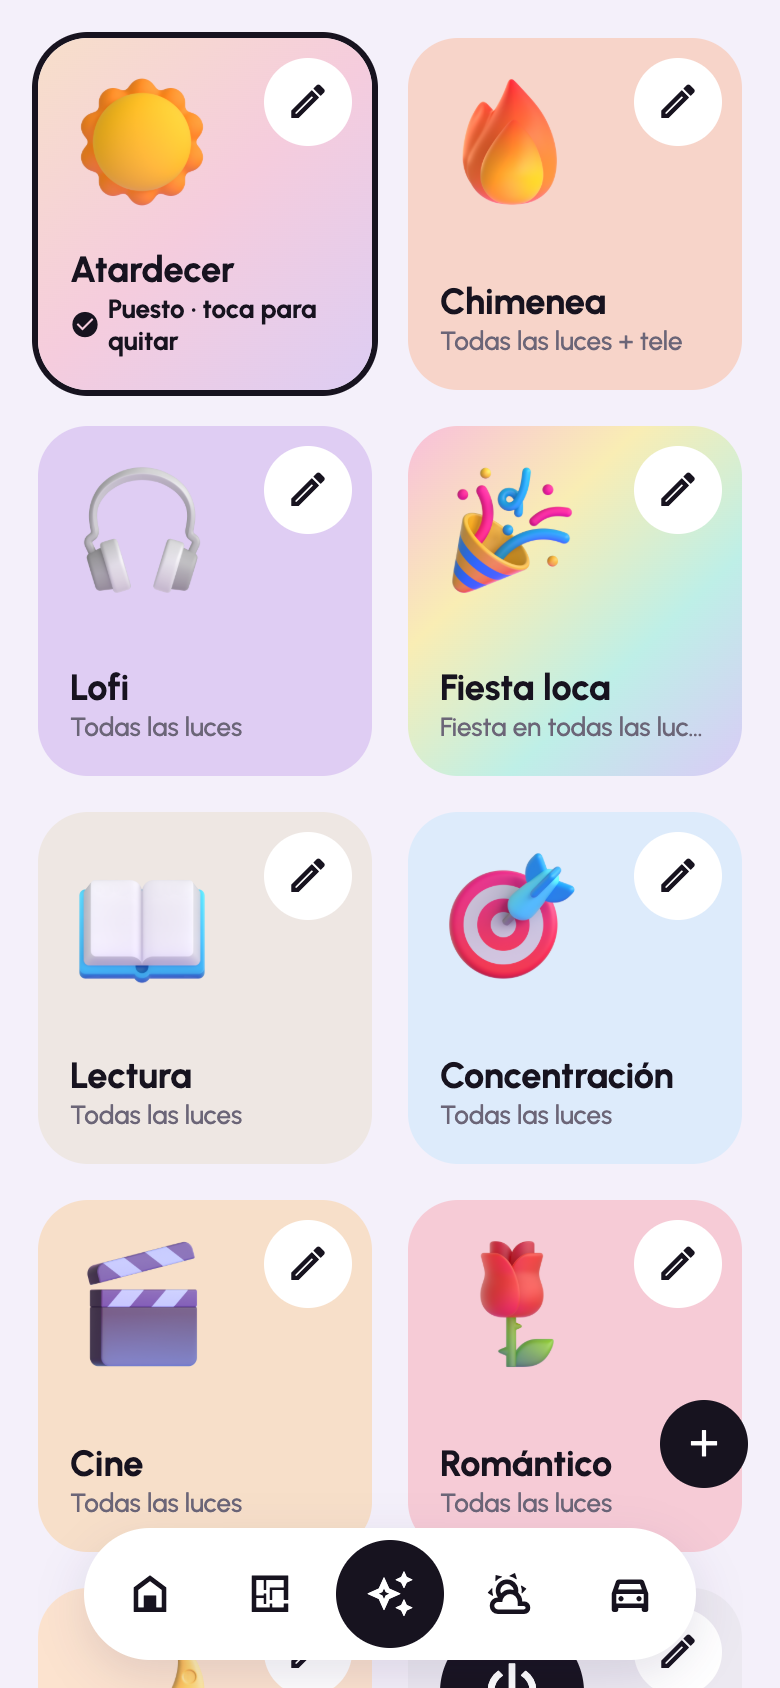 Atardecer
Puesto · toca para
quitar
Chimenea
Todas las luces + tele
Lofi
Todas las luces
Fiesta loca
Fiesta en todas las luc...
Lectura
Todas las luces
Concentración
Todas las luces
Cine
Todas las luces
Romántico
Todas las luces